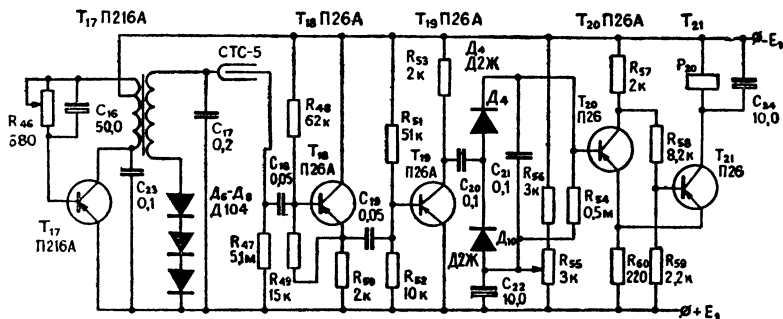 T17 П216А
T18 П26А
T19 П26А
T20 П26А
T21
Ø-E3
СТС-5
R46
680
C16
50,0
T17
П216А
C23
0,1
C17
0,2
Д6-Д8
Д104
R47
5,1м
C18
0,05
R48
62к
T18
П26А
R49
15к
C19
0,05
R50
2к
R51
51к
R52
10к
R53
2к
T19
П26А
C20
0,1
Д4
Д2Ж
Д4
C21
0,1
Д10
Д2Ж
C22
10,0
R56
3к
R54
0,5м
R55
3к
T20
П26
R57
2к
R58
8,2к
R60
220
R59
2,2к
P20
T21
П26
C24
10,0
Ø+E3